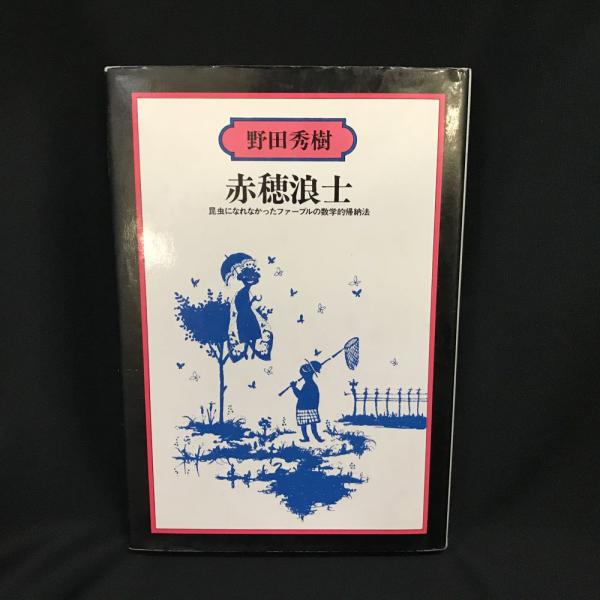 野田秀樹
赤穂浪士
昆虫になれなかったファーブルの数学的帰納法